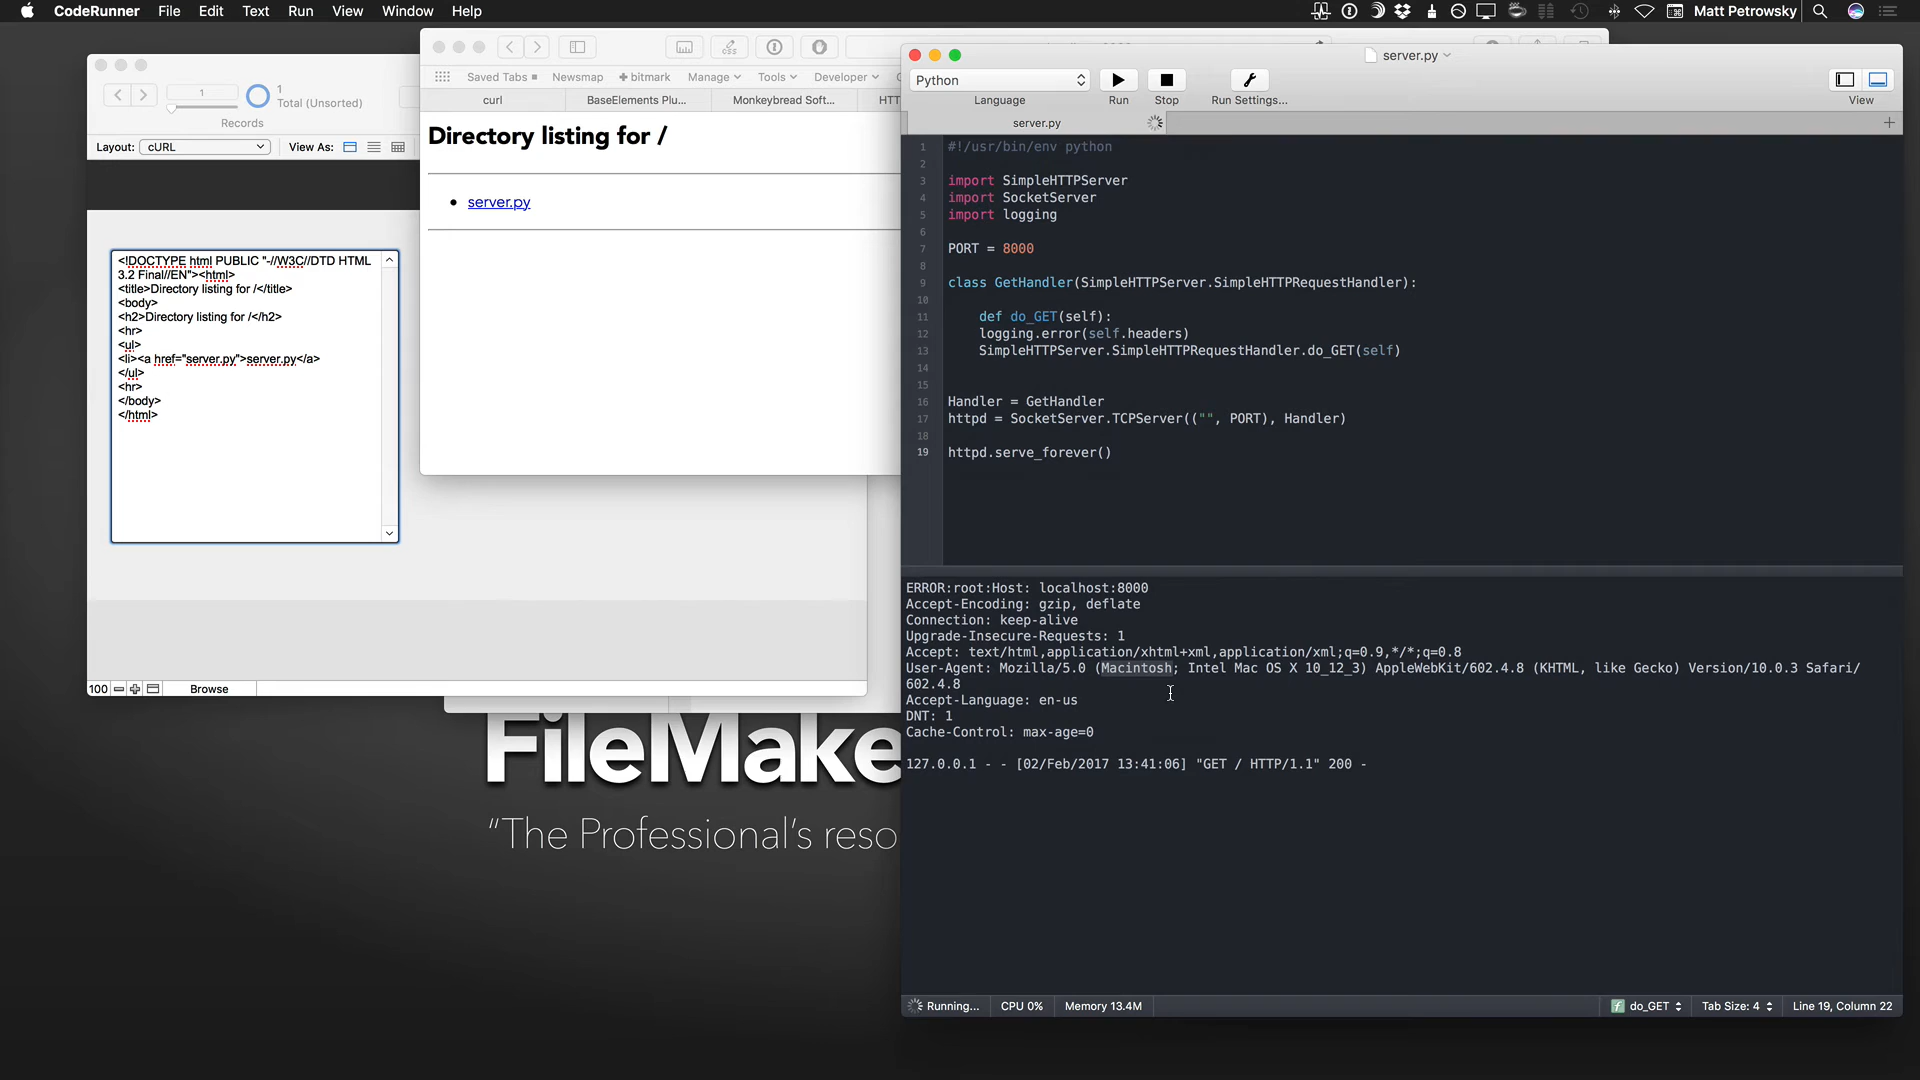 CodeRunner File Edit Text Run View Window Help Matt Petrowsky
1
1
Total (Unsorted)
Records
Layout: cURL View As:
<!DOCTYPE html PUBLIC "-//W3C//DTD HTML
3.2 Final//EN"><html>
<title>Directory listing for /</title>
<body>
<h2>Directory listing for /</h2>
<hr>
<ul>
<li><a href="server.py">server.py</a>
</ul>
<hr>
</body>
</html>
100 Browse
Saved Tabs Newsmap bitmark Manage Tools Developer
curl BaseElements Plu... Monkeybread Soft...
Directory listing for /
server.py
FileMake
“The Professional’s reso
server.py
Python
Language Run Stop Run Settings... View
server.py
1 #!/usr/bin/env python
2
3 import SimpleHTTPServer
4 import SocketServer
5 import logging
6
7 PORT = 8000
8
9 class GetHandler(SimpleHTTPServer.SimpleHTTPRequestHandler):
10
11 def do_GET(self):
12 logging.error(self.headers)
13 SimpleHTTPServer.SimpleHTTPRequestHandler.do_GET(self)
14
15
16 Handler = GetHandler
17 httpd = SocketServer.TCPServer(("", PORT), Handler)
18
19 httpd.serve_forever()
ERROR:root:Host: localhost:8000
Accept-Encoding: gzip, deflate
Connection: keep-alive
Upgrade-Insecure-Requests: 1
Accept: text/html,application/xhtml+xml,application/xml;q=0.9,*/*;q=0.8
User-Agent: Mozilla/5.0 (Macintosh; Intel Mac OS X 10_12_3) AppleWebKit/602.4.8 (KHTML, like Gecko) Version/10.0.3 Safari/
602.4.8
Accept-Language: en-us
DNT: 1
Cache-Control: max-age=0
127.0.0.1 - - [02/Feb/2017 13:41:06] "GET / HTTP/1.1" 200 -
Running... CPU 0% Memory 13.4M do_GET Tab Size: 4 Line 19, Column 22